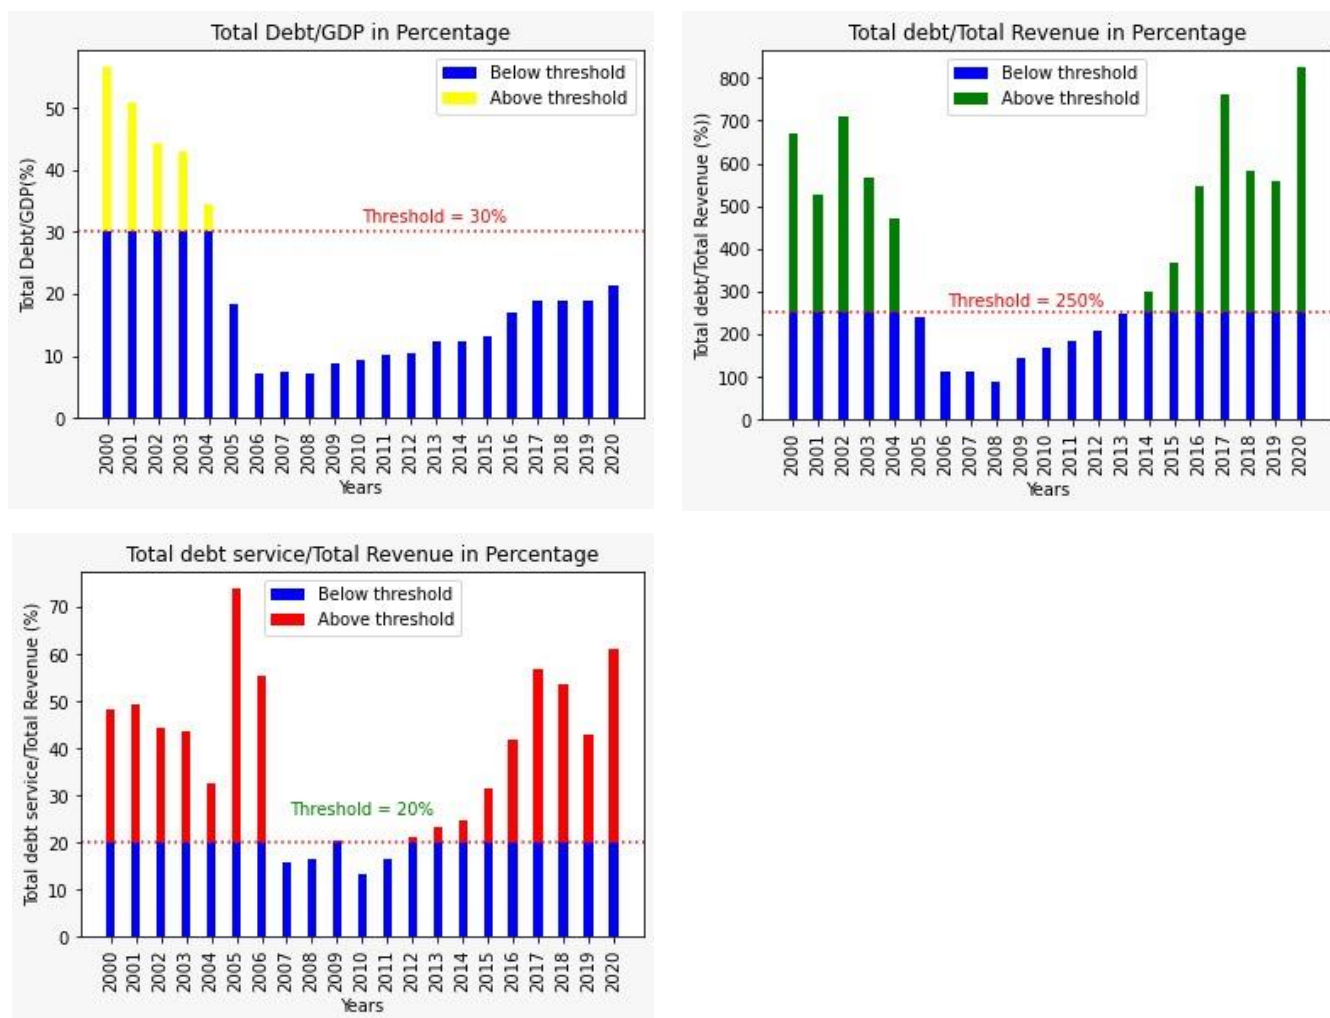 Total Debt/GDP in Percentage
Below threshold
Above threshold
Threshold = 30%
Total Debt/GDP(%)
50
40
30
20
10
0
2000 2001 2002 2003 2004 2005 2006 2007 2008 2009 2010 2011 2012 2013 2014 2015 2016 2017 2018 2019 2020
Years
Total debt/Total Revenue in Percentage
Below threshold
Above threshold
Threshold = 250%
Total debt/Total Revenue (%))
800
700
600
500
400
300
200
100
0
2000 2001 2002 2003 2004 2005 2006 2007 2008 2009 2010 2011 2012 2013 2014 2015 2016 2017 2018 2019 2020
Years
Total debt service/Total Revenue in Percentage
Below threshold
Above threshold
Threshold = 20%
Total debt service/Total Revenue (%)
70
60
50
40
30
20
10
0
2000 2001 2002 2003 2004 2005 2006 2007 2008 2009 2010 2011 2012 2013 2014 2015 2016 2017 2018 2019 2020
Years